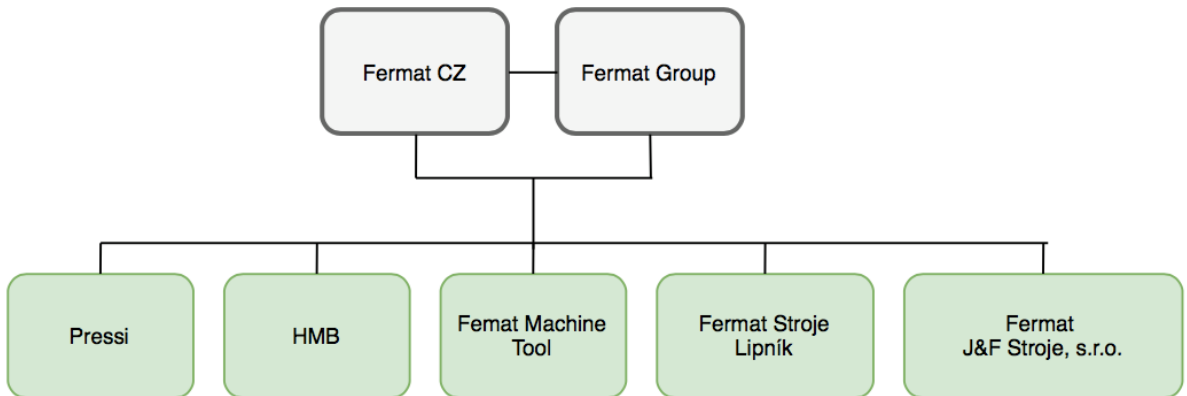 Fermat CZ
Fermat Group
Pressi
HMB
Femat Machine
Tool
Fermat Stroje
Lipník
Fermat
J&F Stroje, s.r.o.